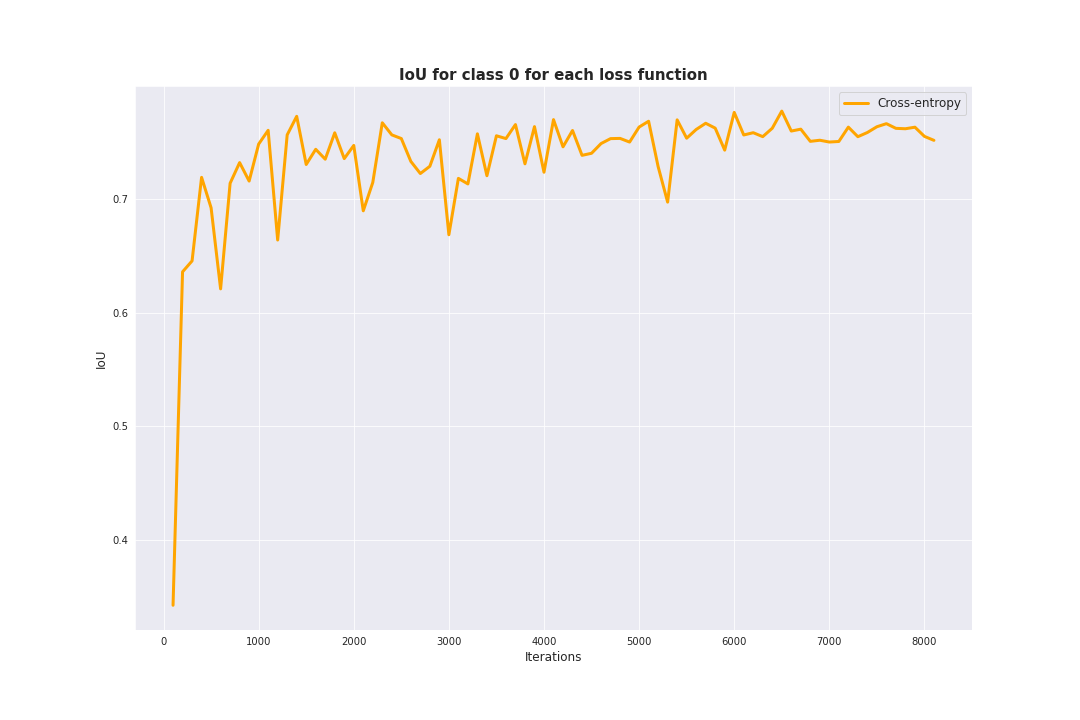 IoU for class 0 for each loss function
Cross-entropy
0.7
0.6
0.5
0.4
IoU
0 1000 2000 3000 4000 5000 6000 7000 8000
Iterations